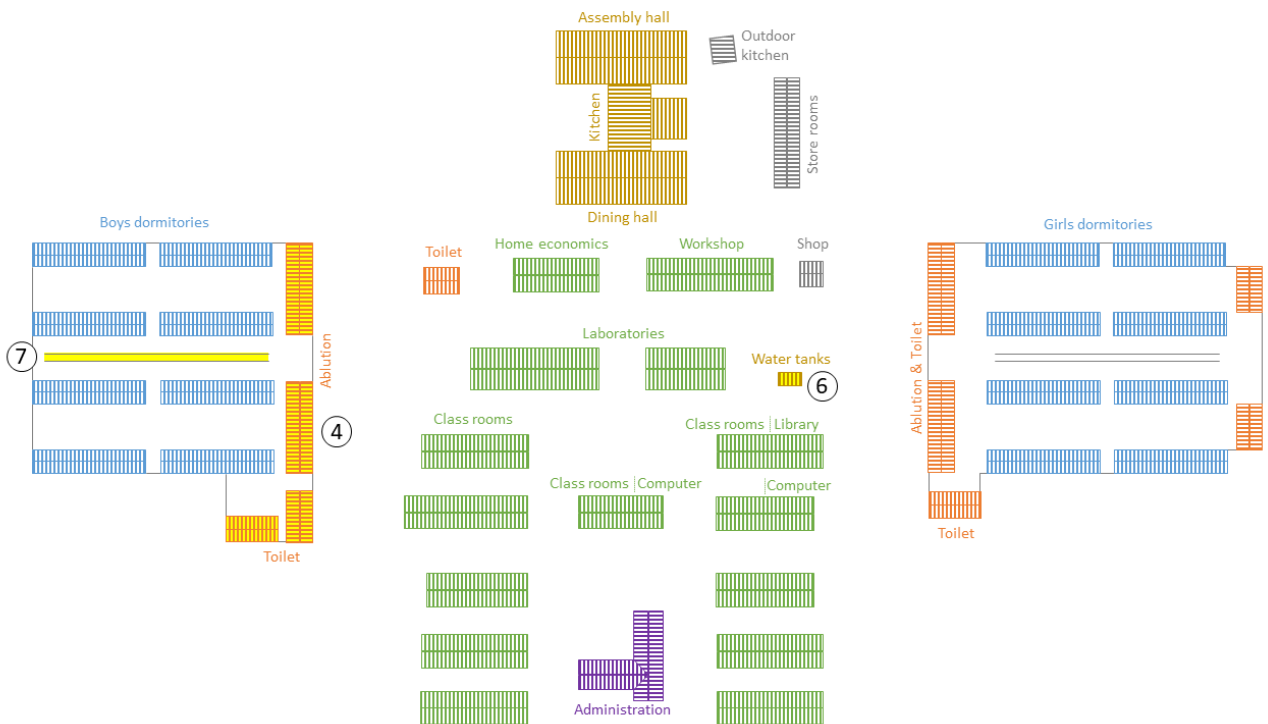 Assembly hall
Outdoor
kitchen
Kitchen
Store rooms
Dining hall
Boys dormitories
Girls dormitories
Toilet
Home economics
Workshop
Shop
Laboratories
Water tanks
7
Ablution
6
Ablution & Toilet
4
Class rooms
Class rooms | Library
Class rooms | Computer
| Computer
Toilet
Toilet
Administration